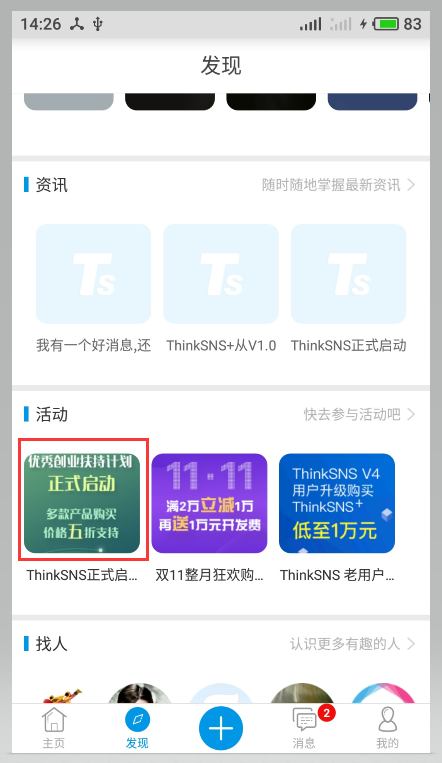 14:26
83
发现
资讯
随时随地掌握最新资讯
Ts
Ts
Ts
我有一个好消息,还
ThinkSNS+从V1.0
ThinkSNS正式启动
活动
快去参与活动吧
优秀创业扶持计划
正式启动
多款产品购买
价格五折支持
11·11
满2万立减1万
再送1万元开发费
ThinkSNS V4
用户升级购买
ThinkSNS+
低至1万元
ThinkSNS正式启...
双11整月狂欢购...
ThinkSNS 老用户...
找人
认识更多有趣的人
2
主页
发现
消息
我的